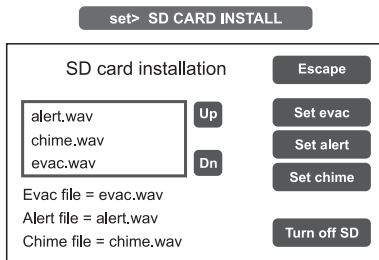 set> SD CARD INSTALL
SD card installation
Escape
alert.wav
chime.wav
evac.wav
Up
Dn
Set evac
Set alert
Set chime
Evac file = evac.wav
Alert file = alert.wav
Chime file = chime.wav
Turn off SD